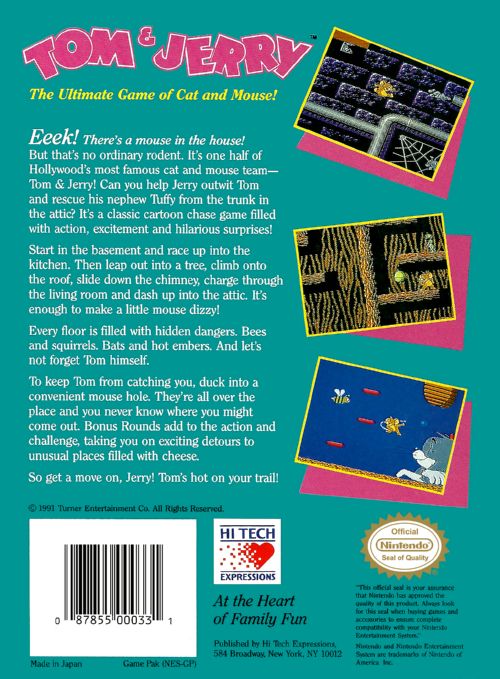 TOM & JERRY™
The Ultimate Game of Cat and Mouse!
Eeek! There's a mouse in the house!
But that's no ordinary rodent. It's one half of
Hollywood's most famous cat and mouse team—
Tom & Jerry! Can you help Jerry outwit Tom
and rescue his nephew Tuffy from the trunk in
the attic? It's a classic cartoon chase game filled
with action, excitement and hilarious surprises!
Start in the basement and race up into the
kitchen. Then leap out into a tree, climb onto
the roof, slide down the chimney, charge through
the living room and dash up into the attic. It's
enough to make a little mouse dizzy!
Every floor is filled with hidden dangers. Bees
and squirrels. Bats and hot embers. And let's
not forget Tom himself.
To keep Tom from catching you, duck into a
convenient mouse hole. They're all over the
place and you never know where you might
come out. Bonus Rounds add to the action and
challenge, taking you on exciting detours to
unusual places filled with cheese.
So get a move on, Jerry! Tom's hot on your trail!
© 1991 Turner Entertainment Co. All Rights Reserved.
0 87855 00033 1
Made in Japan
Game Pak (NES-GP)
HI TECH
EXPRESSIONS
At the Heart
of Family Fun
Published by Hi Tech Expressions,
584 Broadway, New York, NY 10012
Official
Nintendo
Seal of Quality
"This official seal is your assurance
that Nintendo has approved the
quality of this product. Always look
for this seal when buying games and
accessories to ensure complete
compatibility with your Nintendo
Entertainment System."
Nintendo and Nintendo Entertainment
System are trademarks of Nintendo of
America Inc.